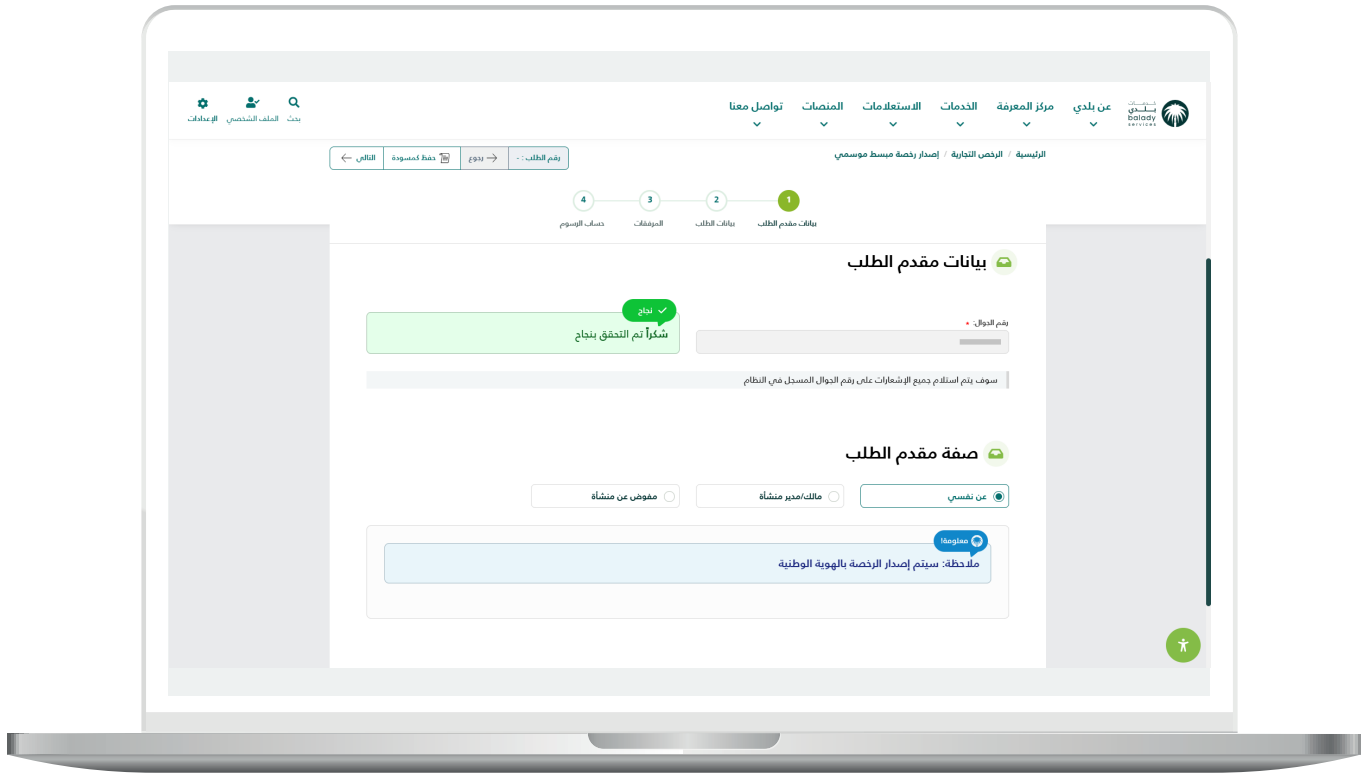 خدمات
بلدي
balady
services
عن بلدي
مركز المعرفة
الخدمات
الاستعلامات
المنصات
تواصل معنا
بحث
الملف الشخصي
الإعدادات
الرئيسية / الرخص التجارية / إصدار رخصة مبسط موسمي
رقم الطلب : -
رجوع
حفظ كمسودة
التالي
1
2
3
4
بيانات مقدم الطلب
بيانات الطلب
المرفقات
حساب الرسوم
بيانات مقدم الطلب
رقم الجوال:
نجاح
شكراً تم التحقق بنجاح
سوف يتم استلام جميع الإشعارات على رقم الجوال المسجل في النظام
صفة مقدم الطلب
عن نفسي
مالك/مدير منشأة
مفوض عن منشأة
معلومة!
ملاحظة: سيتم إصدار الرخصة بالهوية الوطنية